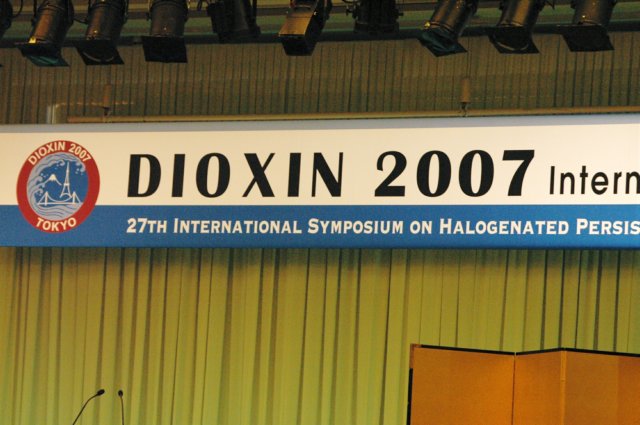 DIOXIN 2007
TOKYO
DIOXIN 2007 Intern
27TH INTERNATIONAL SYMPOSIUM ON HALOGENATED PERSIS